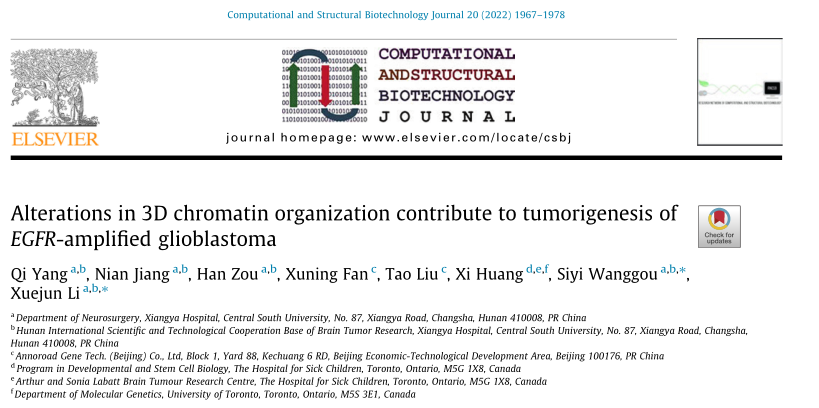 Computational and Structural Biotechnology Journal 20 (2022) 1967–1978
ELSEVIER
COMPUTATIONAL
ANDSTRUCTURAL
BIOTECHNOLOGY
JOURNAL
journal homepage: www.elsevier.com/locate/csbj
Alterations in 3D chromatin organization contribute to tumorigenesis of
EGFR-amplified glioblastoma
Check for
updates
Qi Yang a,b, Nian Jiang a,b, Han Zou a,b, Xuning Fan c, Tao Liu c, Xi Huang d,e,f, Siyi Wanggou a,b,*,
Xuejun Li a,b,*
a Department of Neurosurgery, Xiangya Hospital, Central South University, No. 87, Xiangya Road, Changsha, Hunan 410008, PR China
b Hunan International Scientific and Technological Cooperation Base of Brain Tumor Research, Xiangya Hospital, Central South University, No. 87, Xiangya Road, Changsha,
Hunan 410008, PR China
c Annoroad Gene Tech. (Beijing) Co., Ltd, Block 1, Yard 88, Kechuang 6 RD, Beijing Economic-Technological Development Area, Beijing 100176, PR China
d Program in Developmental and Stem Cell Biology, The Hospital for Sick Children, Toronto, Ontario, M5G 1X8, Canada
e Arthur and Sonia Labatt Brain Tumour Research Centre, The Hospital for Sick Children, Toronto, Ontario, M5G 1X8, Canada
f Department of Molecular Genetics, University of Toronto, Toronto, Ontario, M5S 3E1, Canada